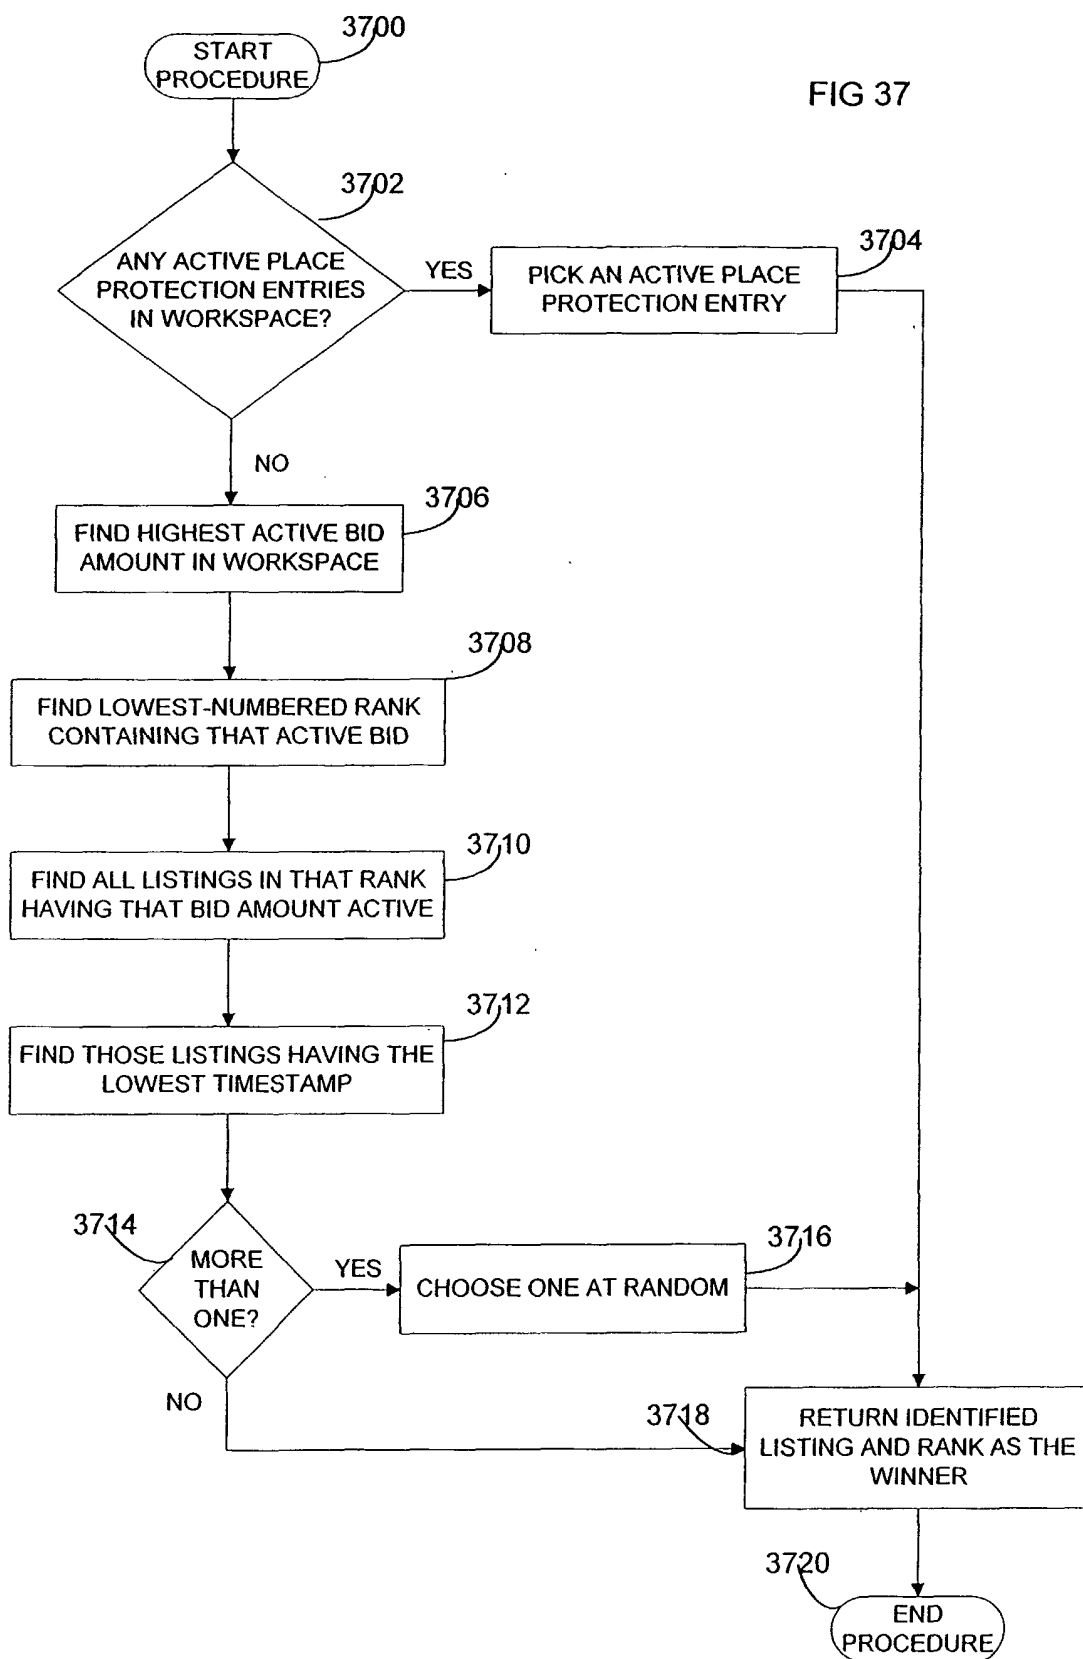 3700
START
PROCEDURE
FIG 37
3702
ANY ACTIVE PLACE
PROTECTION ENTRIES
IN WORKSPACE?
YES
3704
PICK AN ACTIVE PLACE
PROTECTION ENTRY
NO
3706
FIND HIGHEST ACTIVE BID
AMOUNT IN WORKSPACE
3708
FIND LOWEST-NUMBERED RANK
CONTAINING THAT ACTIVE BID
3710
FIND ALL LISTINGS IN THAT RANK
HAVING THAT BID AMOUNT ACTIVE
3712
FIND THOSE LISTINGS HAVING THE
LOWEST TIMESTAMP
3714
MORE
THAN
ONE?
YES
3716
CHOOSE ONE AT RANDOM
NO
3718
RETURN IDENTIFIED
LISTING AND RANK AS THE
WINNER
3720
END
PROCEDURE